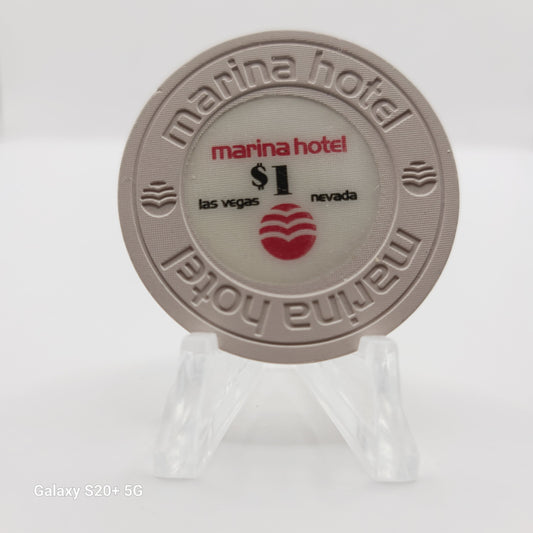 marina hotel
marina hotel
$1
las vegas nevada
marina hotel
Galaxy S20+ 5G